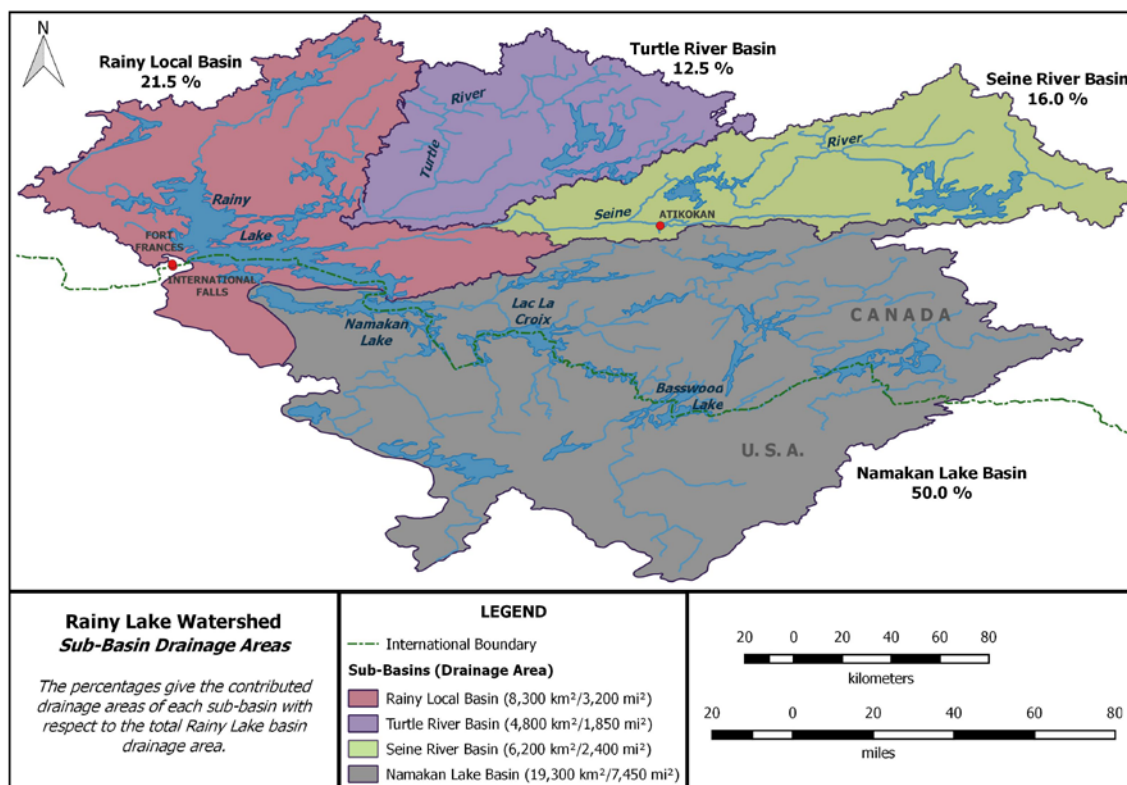 N
Rainy Local Basin
21.5 %
Turtle River Basin
12.5 %
Seine River Basin
16.0 %
River
Turtle
River
Seine
ATIKOKAN
Rainy
Lake
FORT
FRANCES
INTERNATIONAL
FALLS
Namakan
Lake
Lac La
Croix
CANADA
Basswood
Lake
U. S. A.
Namakan Lake Basin
50.0 %
Rainy Lake Watershed
Sub-Basin Drainage Areas
The percentages give the contributed
drainage areas of each sub-basin with
respect to the total Rainy Lake basin
drainage area.
LEGEND
International Boundary
Sub-Basins (Drainage Area)
Rainy Local Basin (8,300 km²/3,200 mi²)
Turtle River Basin (4,800 km²/1,850 mi²)
Seine River Basin (6,200 km²/2,400 mi²)
Namakan Lake Basin (19,300 km²/7,450 mi²)
20 0 20 40 60 80
kilometers
20 0 20 40 60 80
miles